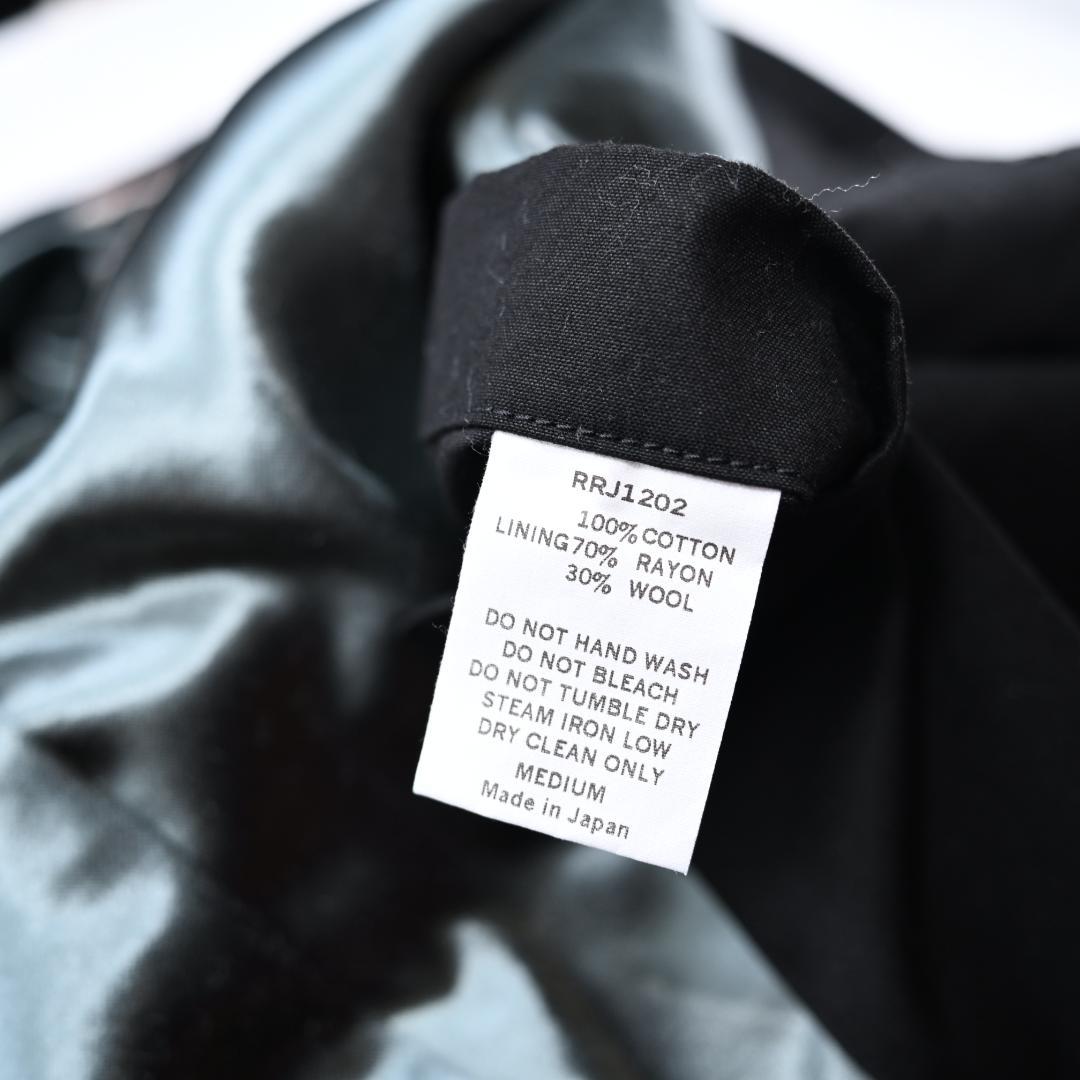 RRJ1202
100% COTTON
LINING70% RAYON
30% WOOL
DO NOT HAND WASH
DO NOT BLEACH
DO NOT TUMBLE DRY
STEAM IRON LOW
DRY CLEAN ONLY
MEDIUM
Made in Japan